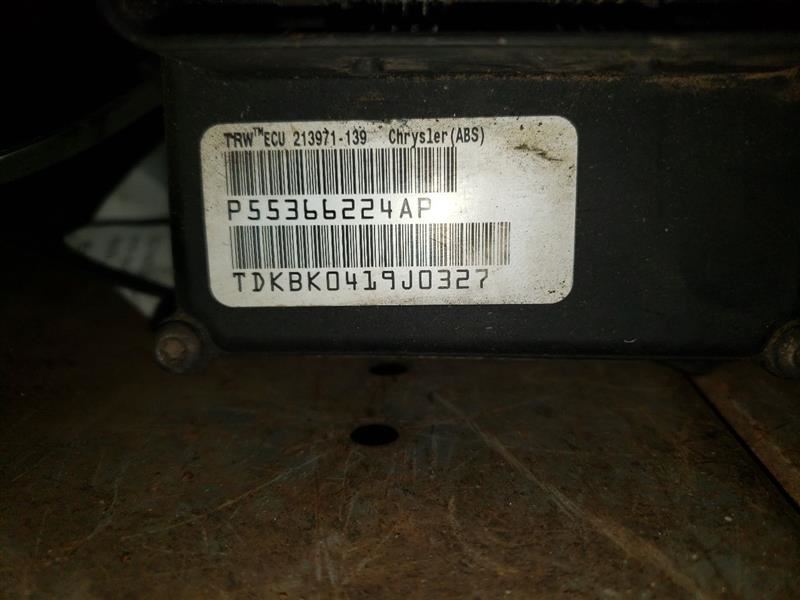 TRW™ECU 213971-139 Chrysler(ABS)
P55366224AP
TDKBK0419J0327